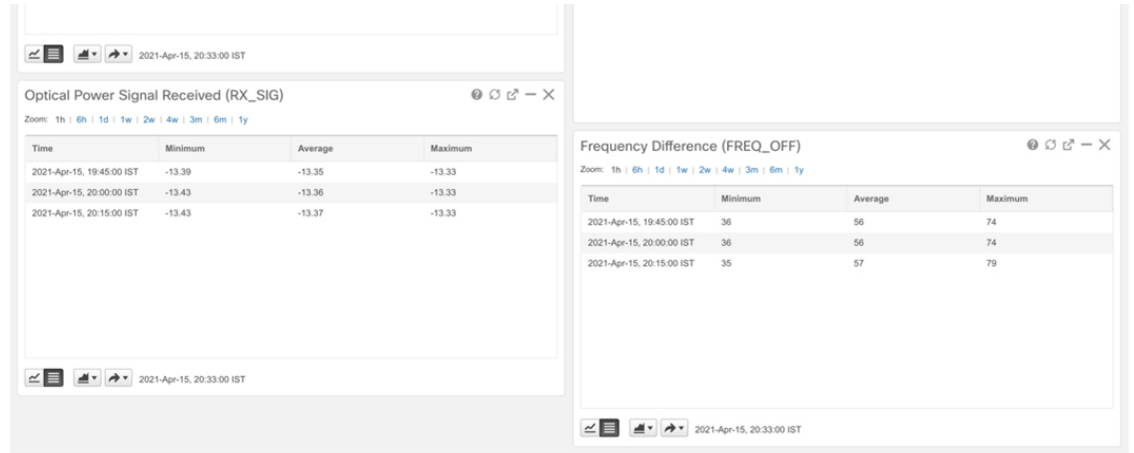 2021-Apr-15, 20:33:00 IST
Optical Power Signal Received (RX_SIG)
Zoom: 1h | 6h | 1d | 1w | 2w | 4w | 3m | 6m | 1y
Time Minimum Average Maximum
2021-Apr-15, 19:45:00 IST -13.39 -13.35 -13.33
2021-Apr-15, 20:00:00 IST -13.43 -13.36 -13.33
2021-Apr-15, 20:15:00 IST -13.43 -13.37 -13.33
2021-Apr-15, 20:33:00 IST
Frequency Difference (FREQ_OFF)
Zoom: 1h | 6h | 1d | 1w | 2w | 4w | 3m | 6m | 1y
Time Minimum Average Maximum
2021-Apr-15, 19:45:00 IST 36 56 74
2021-Apr-15, 20:00:00 IST 36 56 74
2021-Apr-15, 20:15:00 IST 35 57 79
2021-Apr-15, 20:33:00 IST